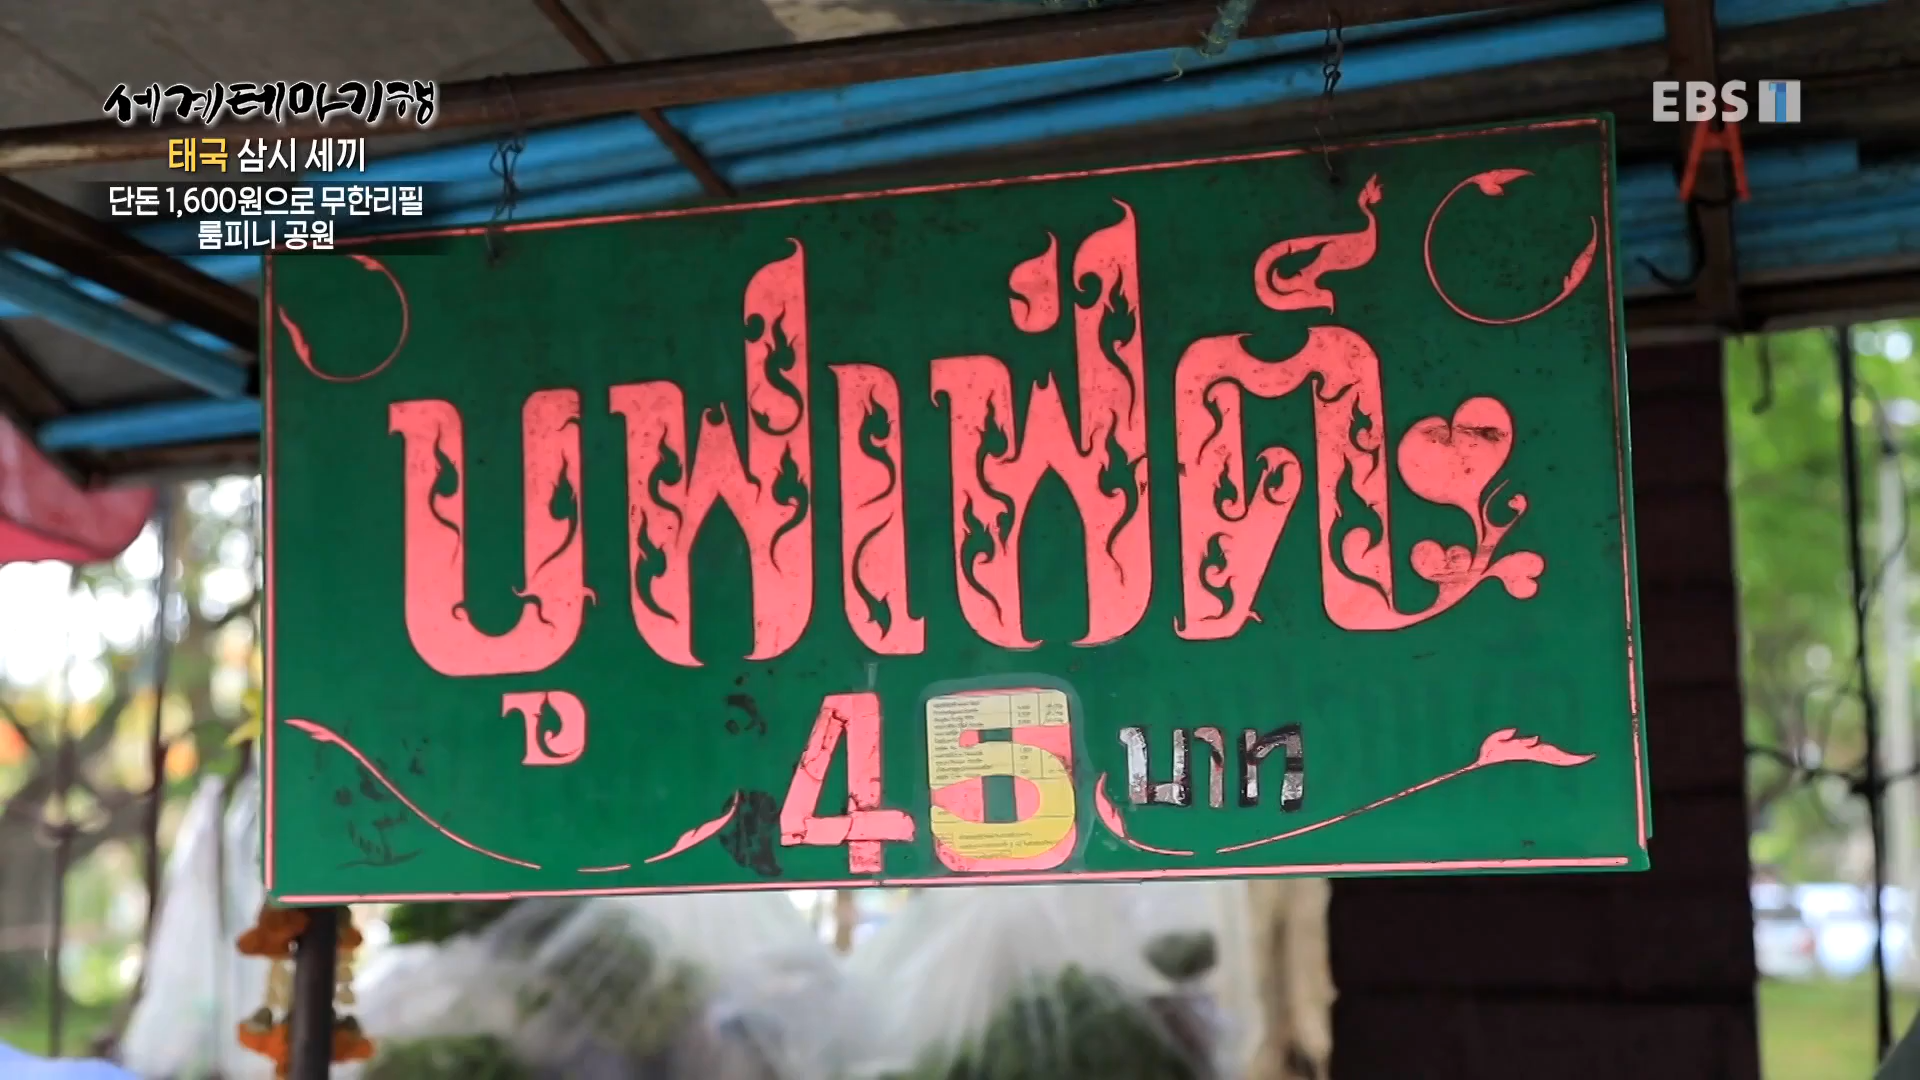 세계테마기행
태국 삼시 세끼
단돈 1,600원으로 무한리필
룸피니 공원
EBS 1
บุฟเฟ่ต์
45 บาท